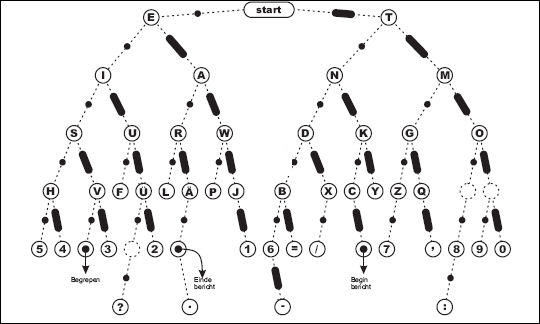 start
E T
I A N M
S U R W D K G O
H V F Ü L Ä P J B X C Y Z Q
5 4 3 2 1 6 = / 7 , 8 9 0
Begrepen
Einde
bericht
Begin
bericht
? . - :